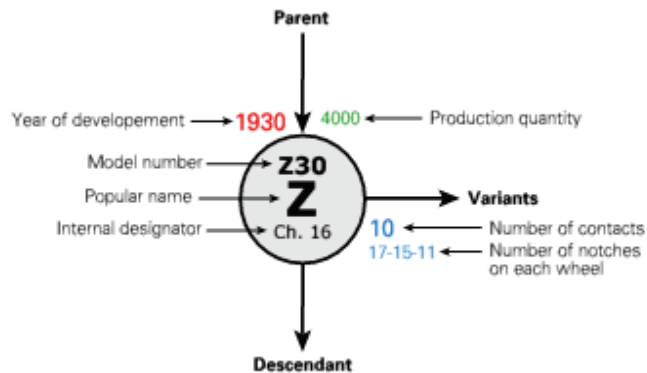 Parent
Year of developement
1930
4000
Production quantity
Model number
Z30
Popular name
Z
Variants
Internal designator
Ch. 16
10
Number of contacts
17-15-11
Number of notches
on each wheel
Descendant